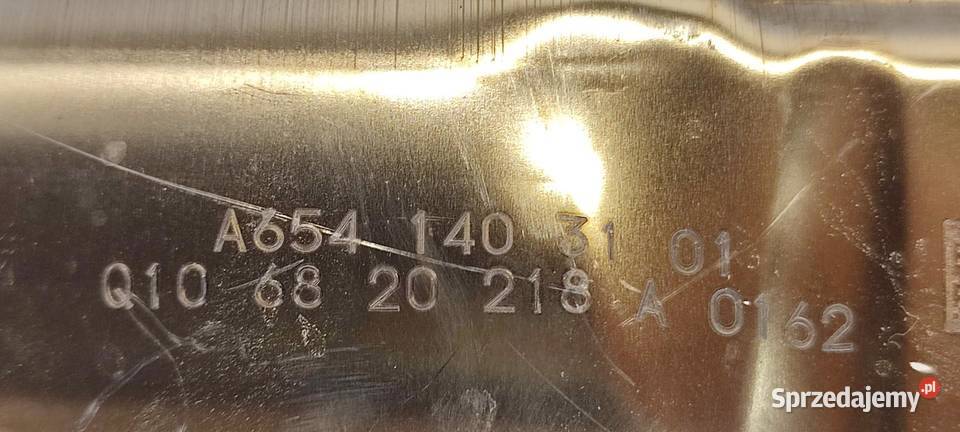 A654 140 31 01
Q10 68 20 218 A 0162
Sprzedajemy.pl